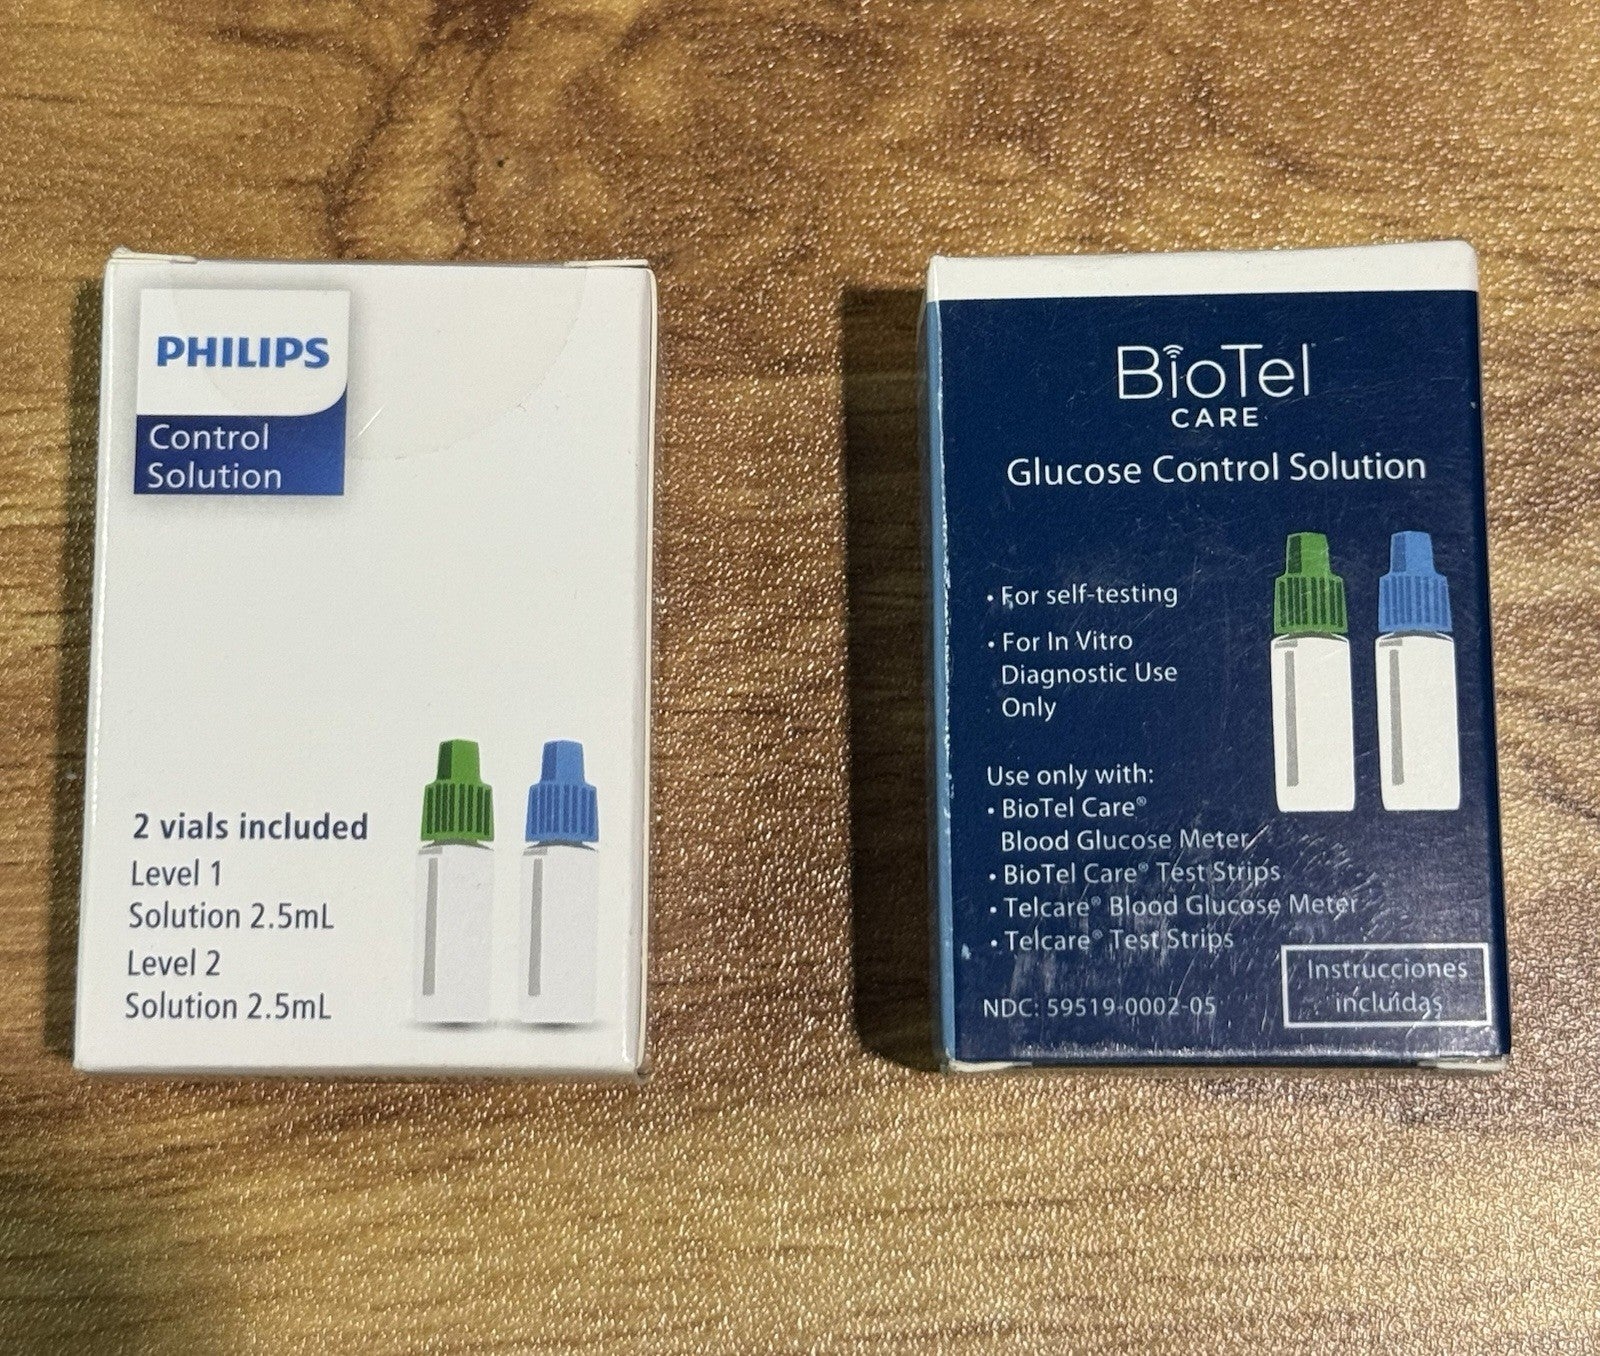 PHILIPS
Control
Solution
2 vials included
Level 1
Solution 2.5mL
Level 2
Solution 2.5mL
BioTel
CARE
Glucose Control Solution
• For self-testing
• For In Vitro
Diagnostic Use
Only
Use only with:
• BioTel Care®
Blood Glucose Meter
• BioTel Care® Test Strips
• Telcare® Blood Glucose Meter
• Telcare® Test Strips
NDC: 59519-0002-05
Instrucciones
incluidas